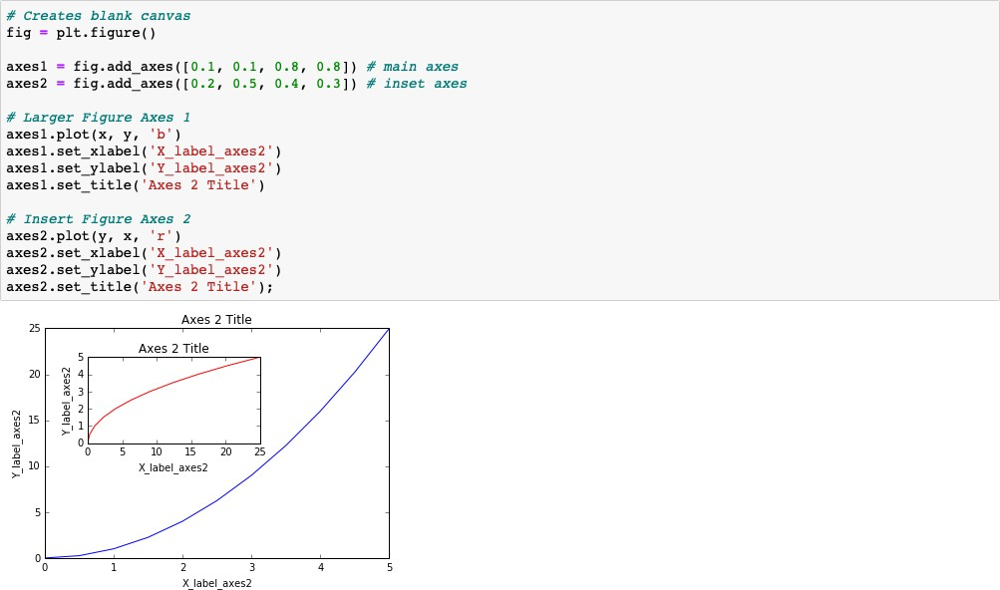 # Creates blank canvas
fig = plt.figure()
axes1 = fig.add_axes([0.1, 0.1, 0.8, 0.8]) # main axes
axes2 = fig.add_axes([0.2, 0.5, 0.4, 0.3]) # inset axes
# Larger Figure Axes 1
axes1.plot(x, y, 'b')
axes1.set_xlabel('X_label_axes2')
axes1.set_ylabel('Y_label_axes2')
axes1.set_title('Axes 2 Title')
# Insert Figure Axes 2
axes2.plot(y, x, 'r')
axes2.set_xlabel('X_label_axes2')
axes2.set_ylabel('Y_label_axes2')
axes2.set_title('Axes 2 Title');
Axes 2 Title
25
20
15
10
5
0
Y_label_axes2
Axes 2 Title
5
4
3
2
1
0
Y_label_axes2
0 5 10 15 20 25
X_label_axes2
0 1 2 3 4 5
X_label_axes2